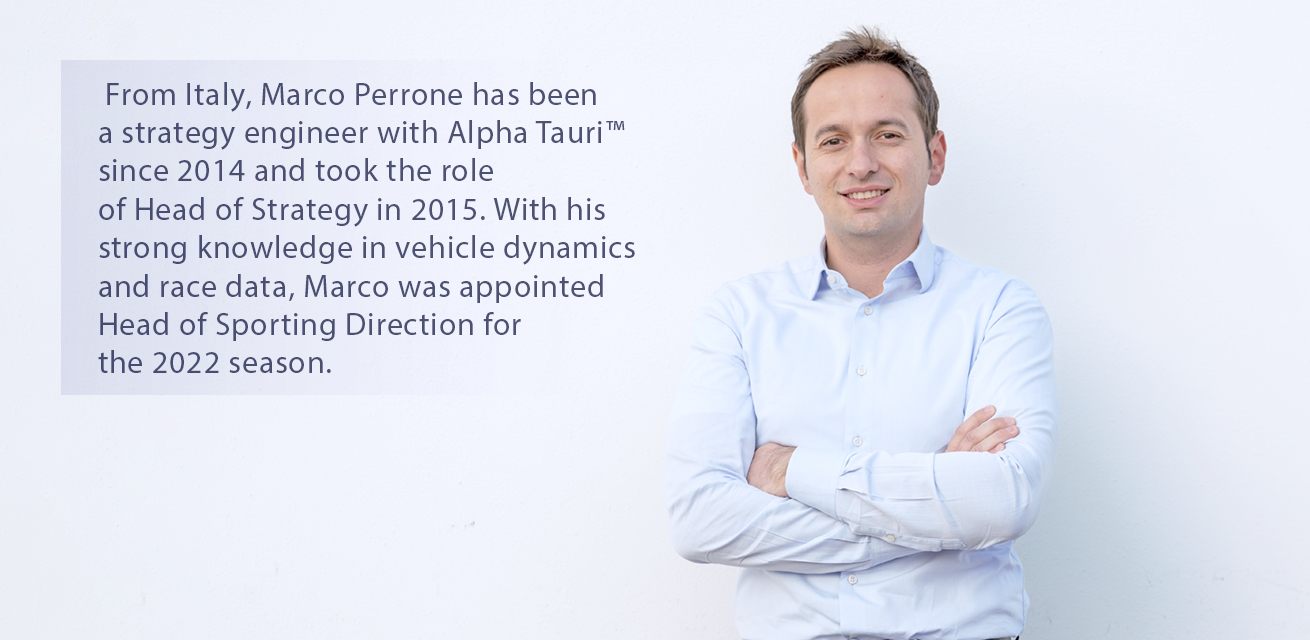 From Italy, Marco Perrone has been
a strategy engineer with Alpha Tauri™
since 2014 and took the role
of Head of Strategy in 2015. With his
strong knowledge in vehicle dynamics
and race data, Marco was appointed
Head of Sporting Direction for
the 2022 season.